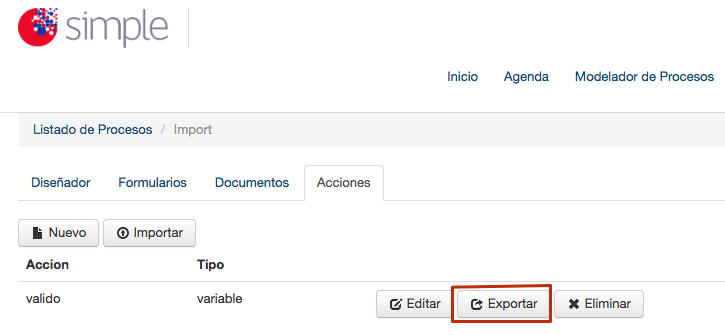 simple
Inicio Agenda Modelador de Procesos
Listado de Procesos / Import
Diseñador Formularios Documentos Acciones
Nuevo Importar
Accion Tipo
valido variable Editar Exportar Eliminar